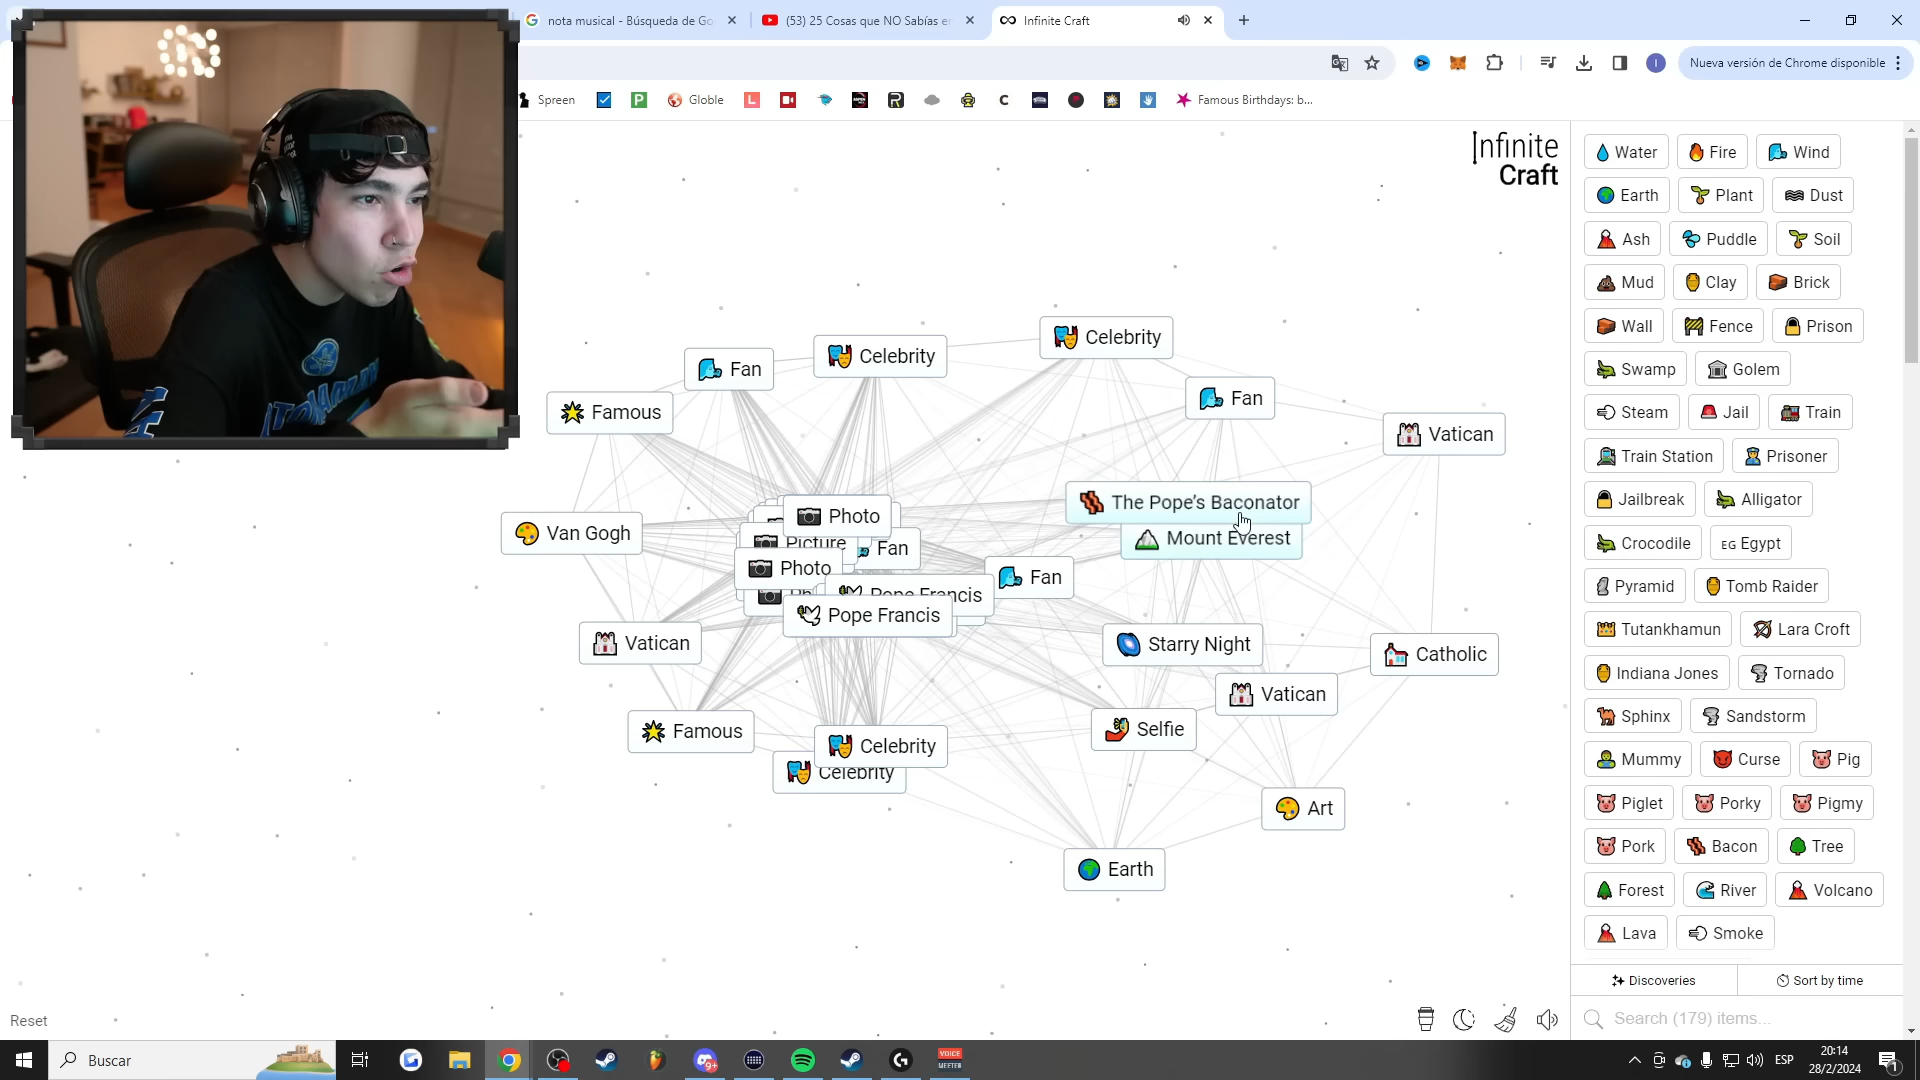 nota musical - Búsqueda de Go
(53) 25 Cosas que NO Sabías e
Infinite Craft
Nueva versión de Chrome disponible
Spreen
Globle
Famous Birthdays: b...
Infinite
Craft
Water
Fire
Wind
Earth
Plant
Dust
Ash
Puddle
Soil
Mud
Clay
Brick
Wall
Fence
Prison
Swamp
Golem
Steam
Jail
Train
Train Station
Prisoner
Jailbreak
Alligator
Crocodile
EG Egypt
Pyramid
Tomb Raider
Tutankhamun
Lara Croft
Indiana Jones
Tornado
Sphinx
Sandstorm
Mummy
Curse
Pig
Piglet
Porky
Pigmy
Pork
Bacon
Tree
Forest
River
Volcano
Lava
Smoke
Discoveries
Sort by time
Search (179) items...
Celebrity
Celebrity
Fan
Fan
Famous
Vatican
The Pope's Baconator
Photo
Van Gogh
Mount Everest
Picture
Fan
Photo
Fan
Pope Francis
Pope Francis
Vatican
Starry Night
Catholic
Vatican
Famous
Selfie
Celebrity
Celebrity
Art
Earth
Reset
Buscar
9+
VOICE
MEETER
ESP
20:14
28/2/2024
1